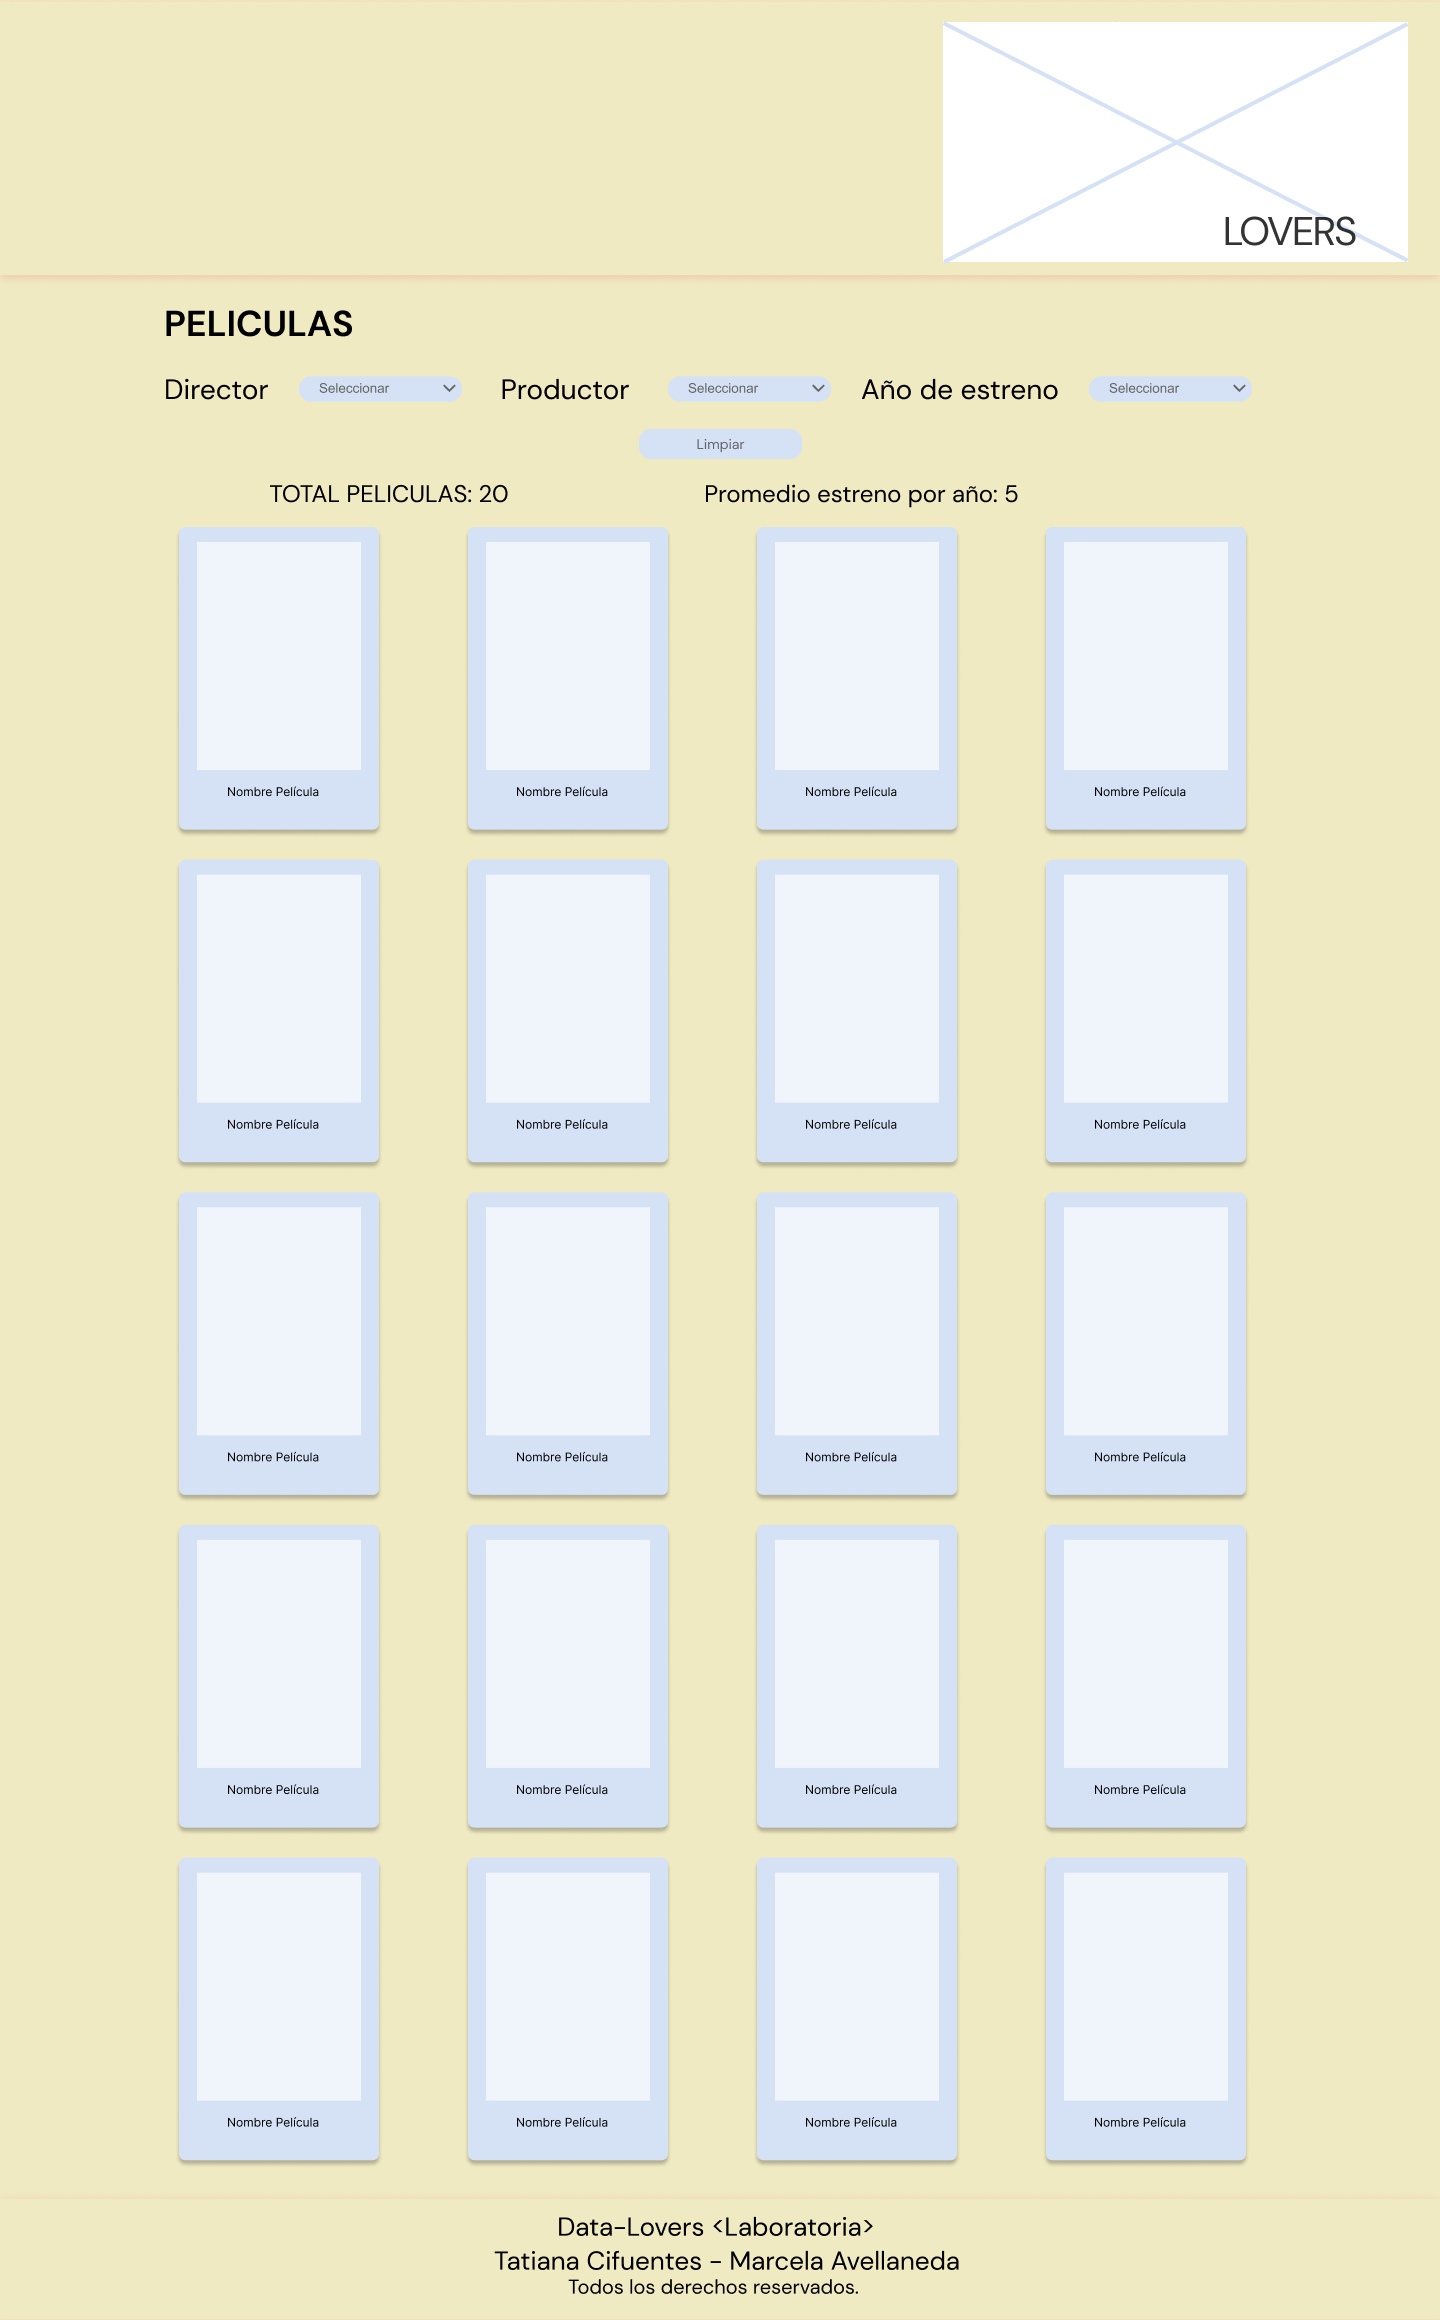 LOVERS
PELICULAS
Director Seleccionar Productor Seleccionar Año de estreno Seleccionar
Limpiar
TOTAL PELICULAS: 20 Promedio estreno por año: 5
Nombre Película Nombre Película Nombre Película Nombre Película
Nombre Película Nombre Película Nombre Película Nombre Película
Nombre Película Nombre Película Nombre Película Nombre Película
Nombre Película Nombre Película Nombre Película Nombre Película
Nombre Película Nombre Película Nombre Película Nombre Película
Data-Lovers <Laboratoria>
Tatiana Cifuentes - Marcela Avellaneda
Todos los derechos reservados.